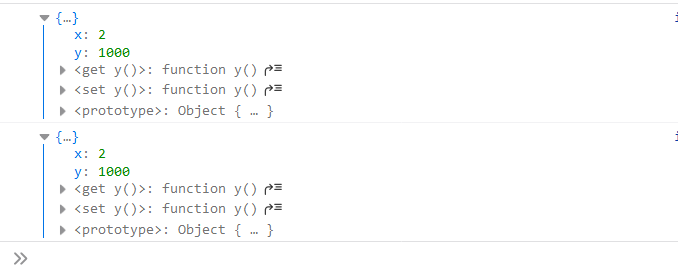 {…}
x: 2
y: 1000
<get y()>: function y()
<set y()>: function y()
<prototype>: Object { … }
{…}
x: 2
y: 1000
<get y()>: function y()
<set y()>: function y()
<prototype>: Object { … }